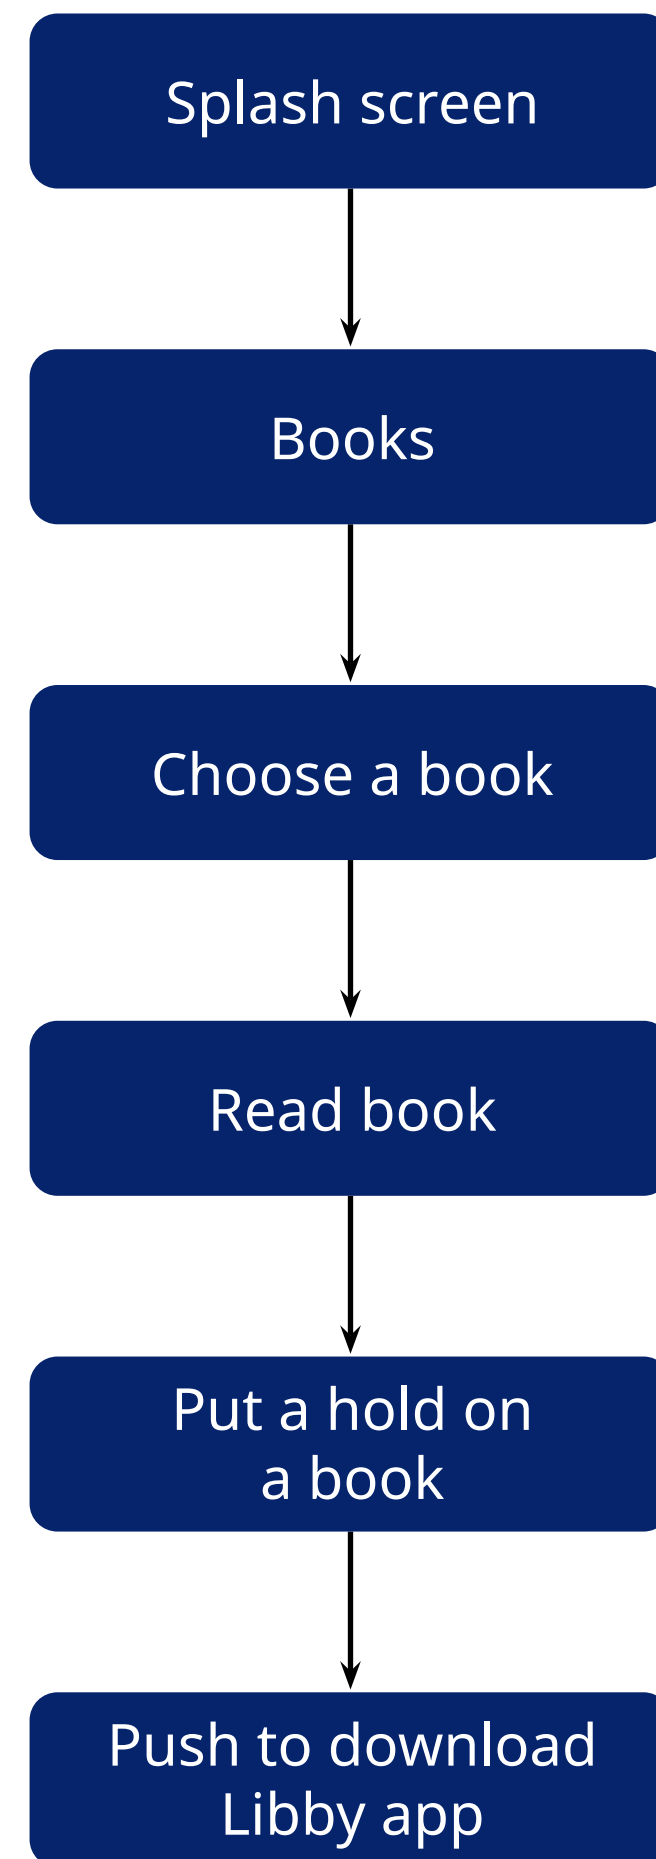 Splash screen
Books
Choose a book
Read book
Put a hold on
a book
Push to download
Libby app